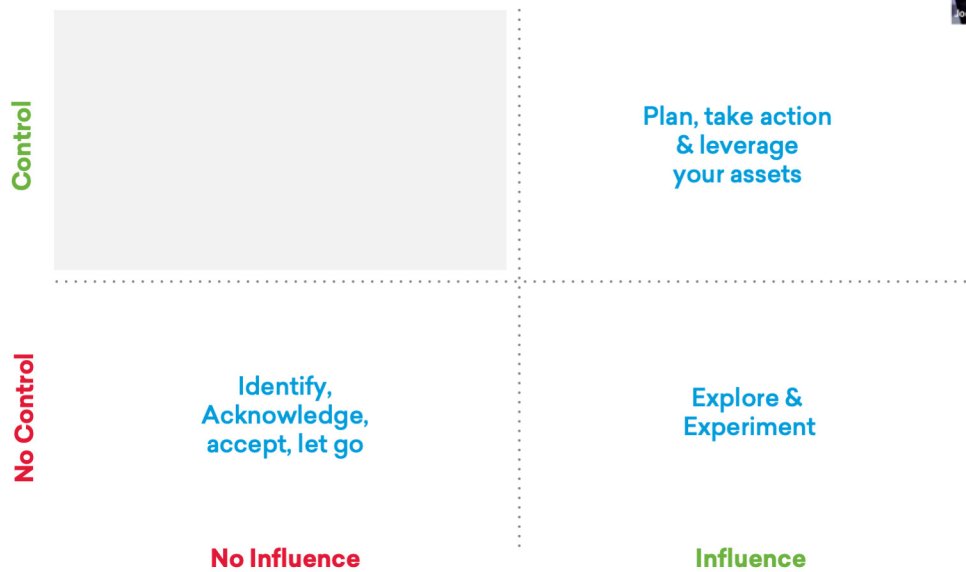 Control
Plan, take action
& leverage
your assets
No Control
Identify,
Acknowledge,
accept, let go
Explore &
Experiment
No Influence
Influence